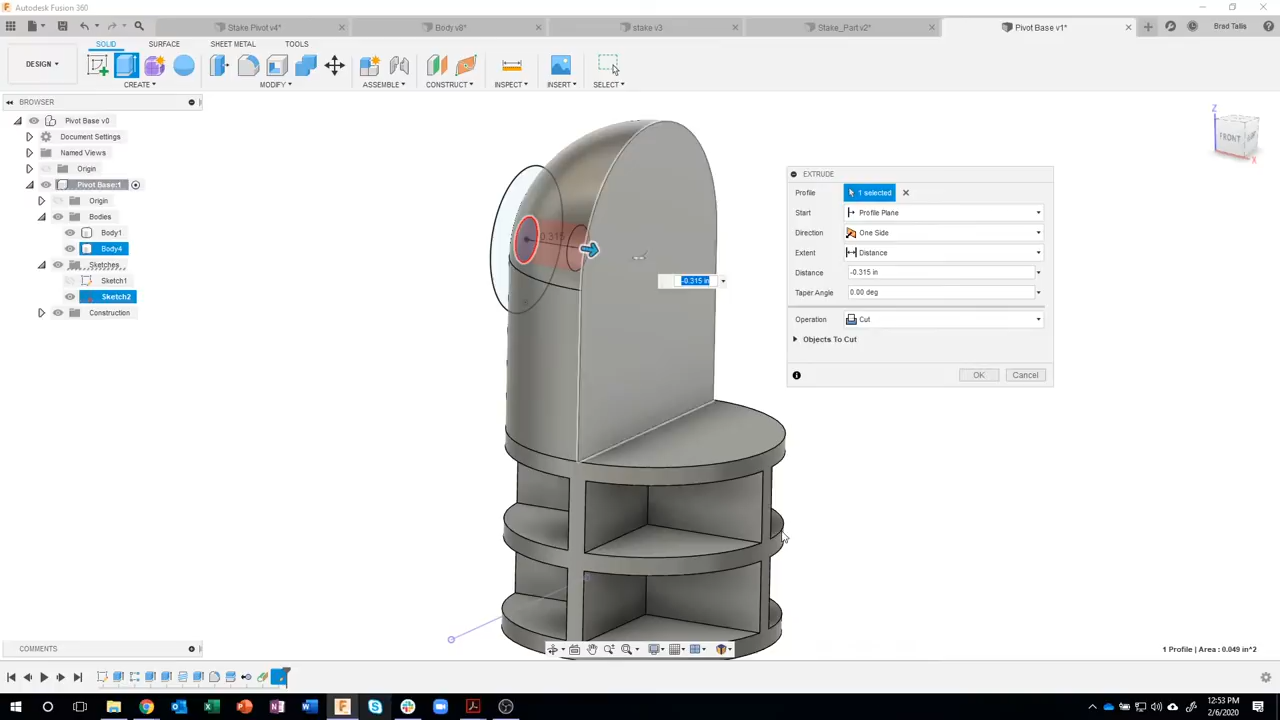 Autodesk Fusion 360
Stake Pivot v4*
Body v8*
stake v3
Stake_Part v2*
Pivot Base v1*
Brad Tallis
SOLID
SURFACE
SHEET METAL
TOOLS
DESIGN
CREATE
MODIFY
ASSEMBLE
CONSTRUCT
INSPECT
INSERT
SELECT
BROWSER
Pivot Base v0
Document Settings
Named Views
Origin
Pivot Base:1
Origin
Bodies
Body1
Body4
Sketches
Sketch1
Sketch2
Construction
Z
FRONT
X
0.315
-0.315 in
EXTRUDE
Profile
1 selected
Start
Profile Plane
Direction
One Side
Extent
Distance
Distance
-0.315 in
Taper Angle
0.00 deg
Operation
Cut
Objects To Cut
OK
Cancel
COMMENTS
1 Profile | Area : 0.049 in^2
12:53 PM
2/6/2020